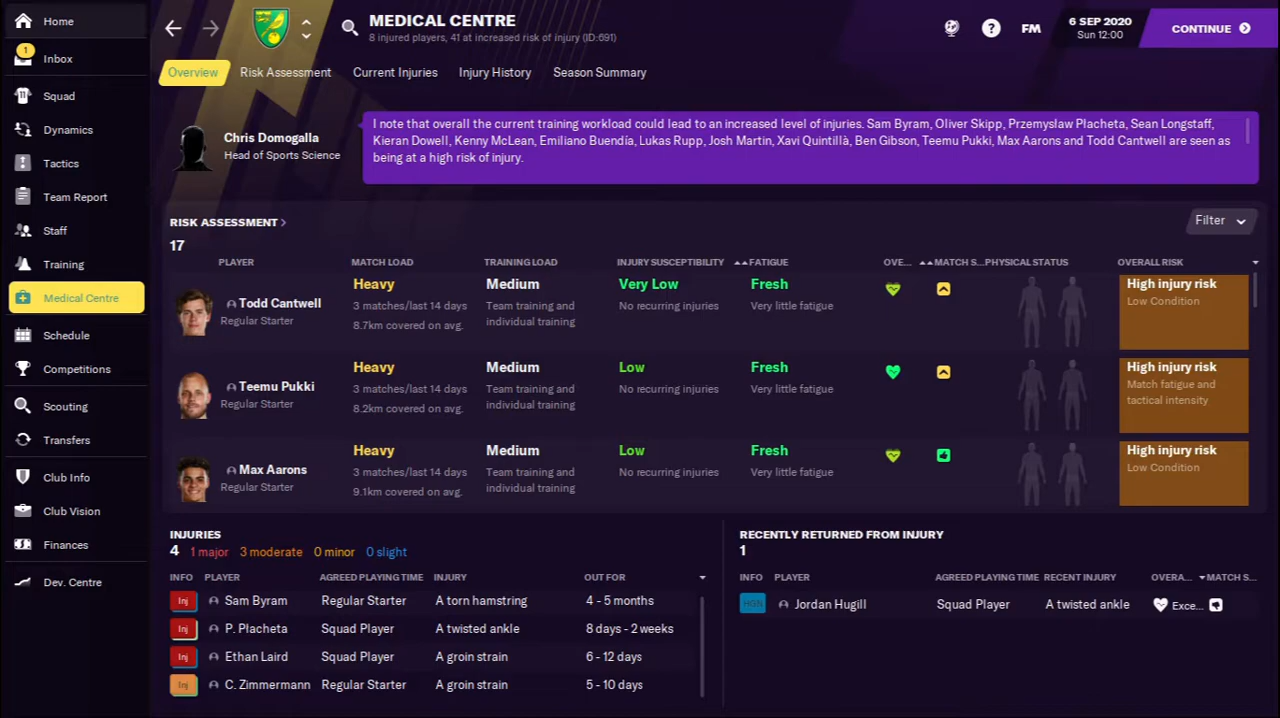 Home
MEDICAL CENTRE
8 injured players, 41 at increased risk of injury (ID:691)
FM
6 SEP 2020
Sun 12:00
CONTINUE
1
Inbox
Overview
Risk Assessment
Current Injuries
Injury History
Season Summary
Squad
Dynamics
Tactics
Team Report
Staff
Training
Medical Centre
Schedule
Competitions
Scouting
Transfers
Club Info
Club Vision
Finances
Dev. Centre
Chris Domogalla
Head of Sports Science
I note that overall the current training workload could lead to an increased level of injuries. Sam Byram, Oliver Skipp, Przemysław Płacheta, Sean Longstaff,
Kieran Dowell, Kenny McLean, Emiliano Buendía, Lukas Rupp, Josh Martin, Xavi Quintillà, Ben Gibson, Teemu Pukki, Max Aarons and Todd Cantwell are seen as
being at a high risk of injury.
RISK ASSESSMENT
17
Filter
PLAYER MATCH LOAD TRAINING LOAD INJURY SUSCEPTIBILITY FATIGUE OVE... MATCH S... PHYSICAL STATUS OVERALL RISK
Todd Cantwell
Regular Starter
Heavy
3 matches/last 14 days
8.7km covered on avg.
Medium
Team training and
individual training
Very Low
No recurring injuries
Fresh
Very little fatigue
High injury risk
Low Condition
Teemu Pukki
Regular Starter
Heavy
3 matches/last 14 days
8.2km covered on avg.
Medium
Team training and
individual training
Low
No recurring injuries
Fresh
Very little fatigue
High injury risk
Match fatigue and
tactical intensity
Max Aarons
Regular Starter
Heavy
3 matches/last 14 days
9.1km covered on avg.
Medium
Team training and
individual training
Low
No recurring injuries
Fresh
Very little fatigue
High injury risk
Low Condition
INJURIES
4 1 major 3 moderate 0 minor 0 slight
INFO PLAYER AGREED PLAYING TIME INJURY OUT FOR
Inj Sam Byram Regular Starter A torn hamstring 4 - 5 months
Inj P. Płacheta Squad Player A twisted ankle 8 days - 2 weeks
Inj Ethan Laird Squad Player A groin strain 6 - 12 days
Inj C. Zimmermann Regular Starter A groin strain 5 - 10 days
RECENTLY RETURNED FROM INJURY
1
INFO PLAYER AGREED PLAYING TIME RECENT INJURY OVERA... MATCH S...
HGN Jordan Hugill Squad Player A twisted ankle Exce...